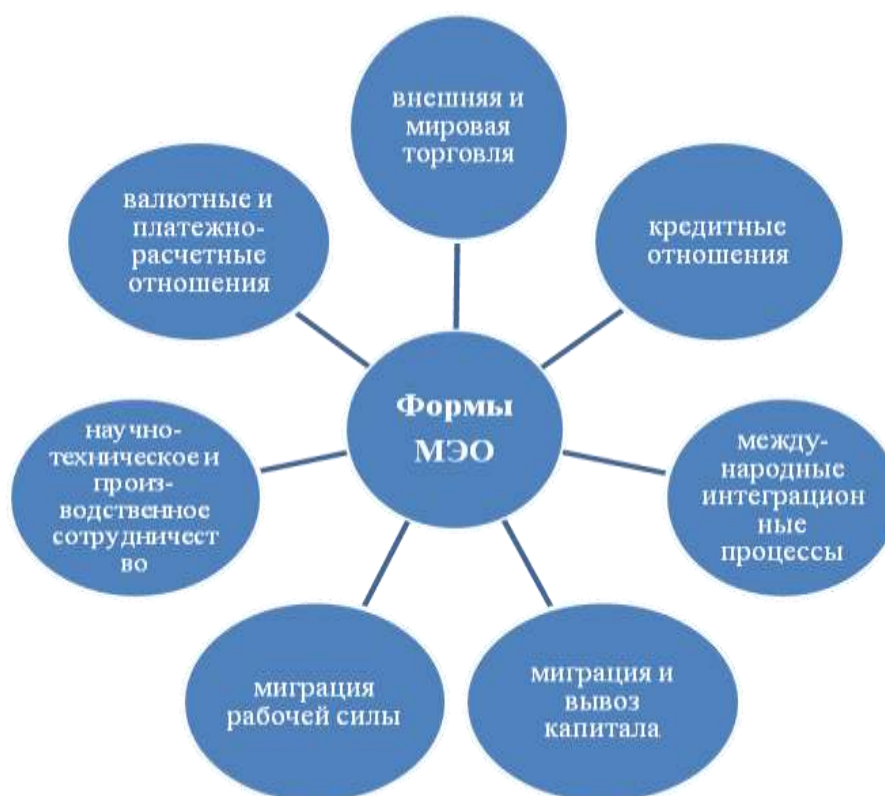 внешняя и
мировая
торговля
валютные и
платежно-
расчетные
отношения
кредитные
отношения
Формы
МЭО
научно-
техническое и
произ-
водственное
сотрудничест
во
между-
народные
интеграцион
ные
процессы
миграция
рабочей силы
миграция и
вывоз
капитала